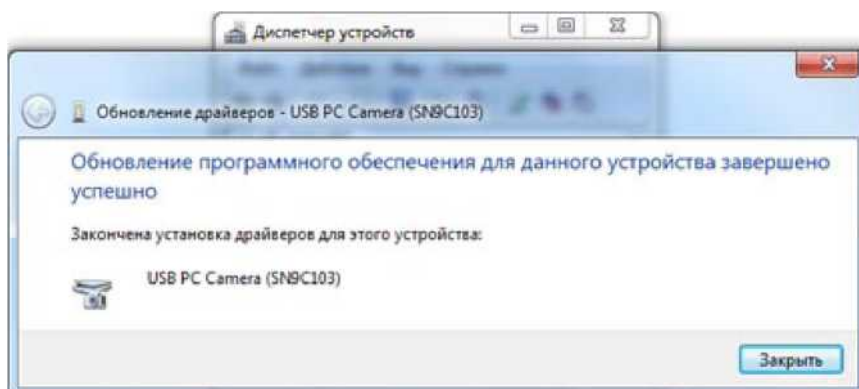 Диспетчер устройств
Обновление драйверов - USB PC Camera (SN9C103)
Обновление программного обеспечения для данного устройства завершено
успешно
Закончена установка драйверов для этого устройства:
USB PC Camera (SN9C103)
Закрыть